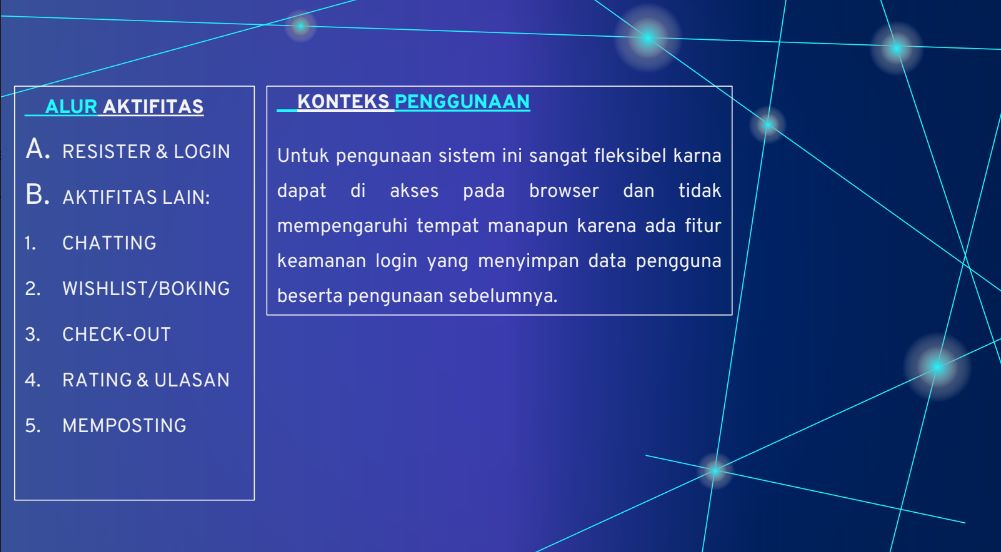 ALUR AKTIFITAS
A. RESISTER & LOGIN
B. AKTIFITAS LAIN:
1. CHATTING
2. WISHLIST/BOKING
3. CHECK-OUT
4. RATING & ULASAN
5. MEMPOSTING
KONTEKS PENGGUNAAN
Untuk pengunaan sistem ini sangat fleksibel karna
dapat di akses pada browser dan tidak
mempengaruhi tempat manapun karena ada fitur
keamanan login yang menyimpan data pengguna
beserta pengunaan sebelumnya.